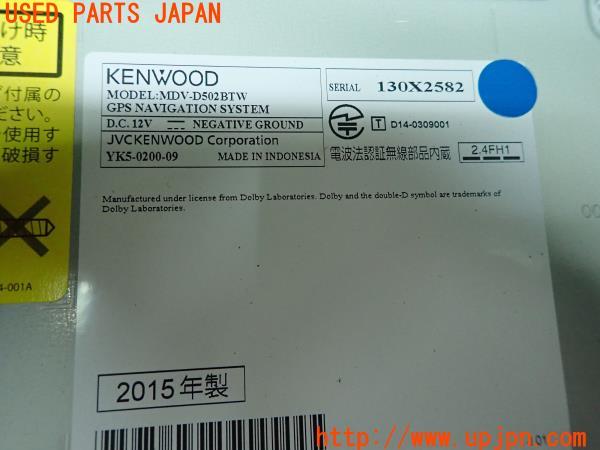 USED PARTS JAPAN
け時
意
付属の
ださい。
使用す
破損す
4-001A
KENWOOD
MODEL:MDV-D502BTW
GPS NAVIGATION SYSTEM
D.C. 12V NEGATIVE GROUND
JVCKENWOOD Corporation
YK5-0200-09 MADE IN INDONESIA
SERIAL 130X2582
T D14-0309001
電波法認証無線部品内蔵 2.4FH1
Manufactured under license from Dolby Laboratories. Dolby and the double-D symbol are trademarks of
Dolby Laboratories.
2015年製
UPJ
http://www.upjpn.com/